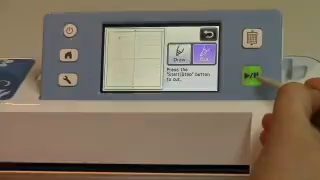 Draw
Cut
Press the
"Start/Stop" button
to cut.